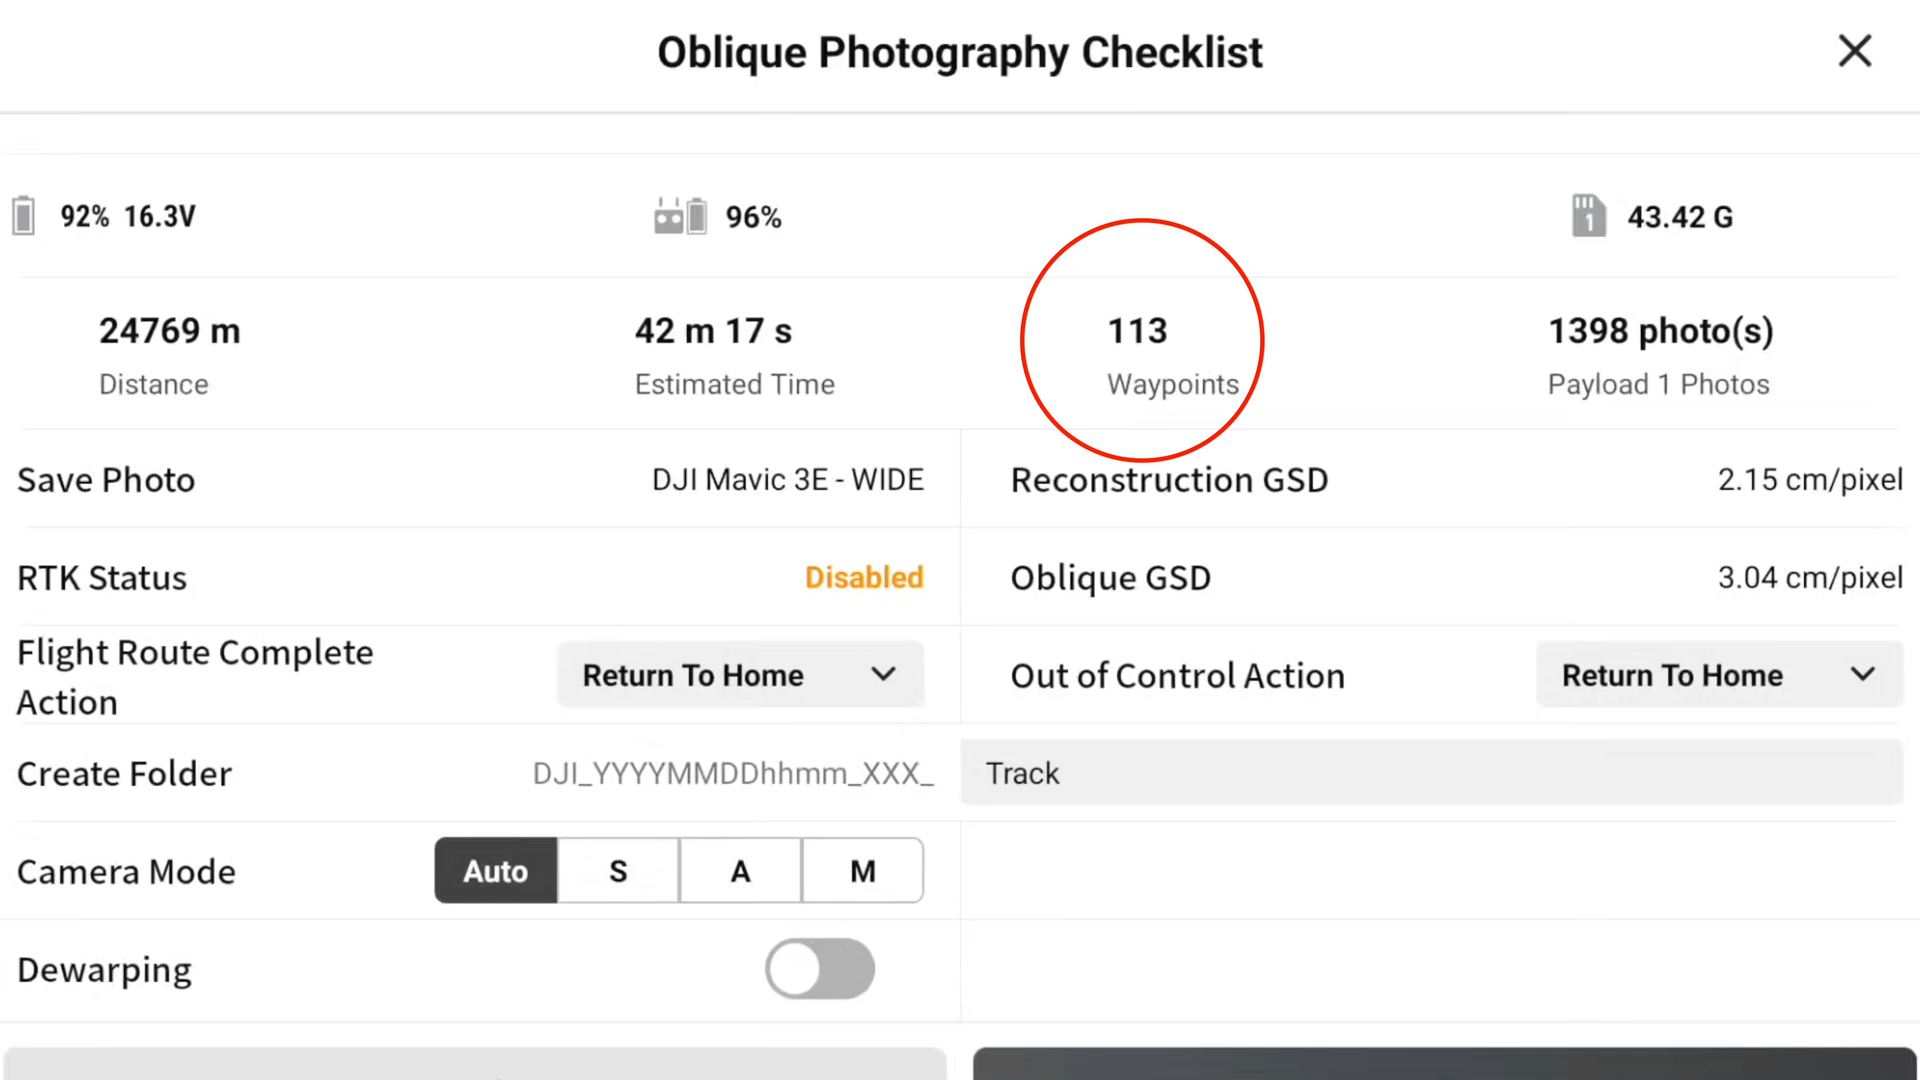 Oblique Photography Checklist
92% 16.3V
96%
1
43.42 G
24769 m
Distance
42 m 17 s
Estimated Time
113
Waypoints
1398 photo(s)
Payload 1 Photos
Save Photo
DJI Mavic 3E - WIDE
Reconstruction GSD
2.15 cm/pixel
RTK Status
Disabled
Oblique GSD
3.04 cm/pixel
Flight Route Complete
Action
Return To Home
Out of Control Action
Return To Home
Create Folder
DJI_YYYYMMDDhhmm_XXX_
Track
Camera Mode
Auto
S
A
M
Dewarping